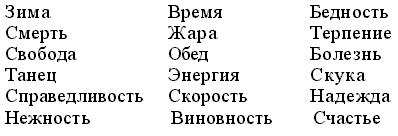 Зима Время Бедность
Смерть Жара Терпение
Свобода Обед Болезнь
Танец Энергия Скука
Справедливость Скорость Надежда
Нежность Виновность Счастье